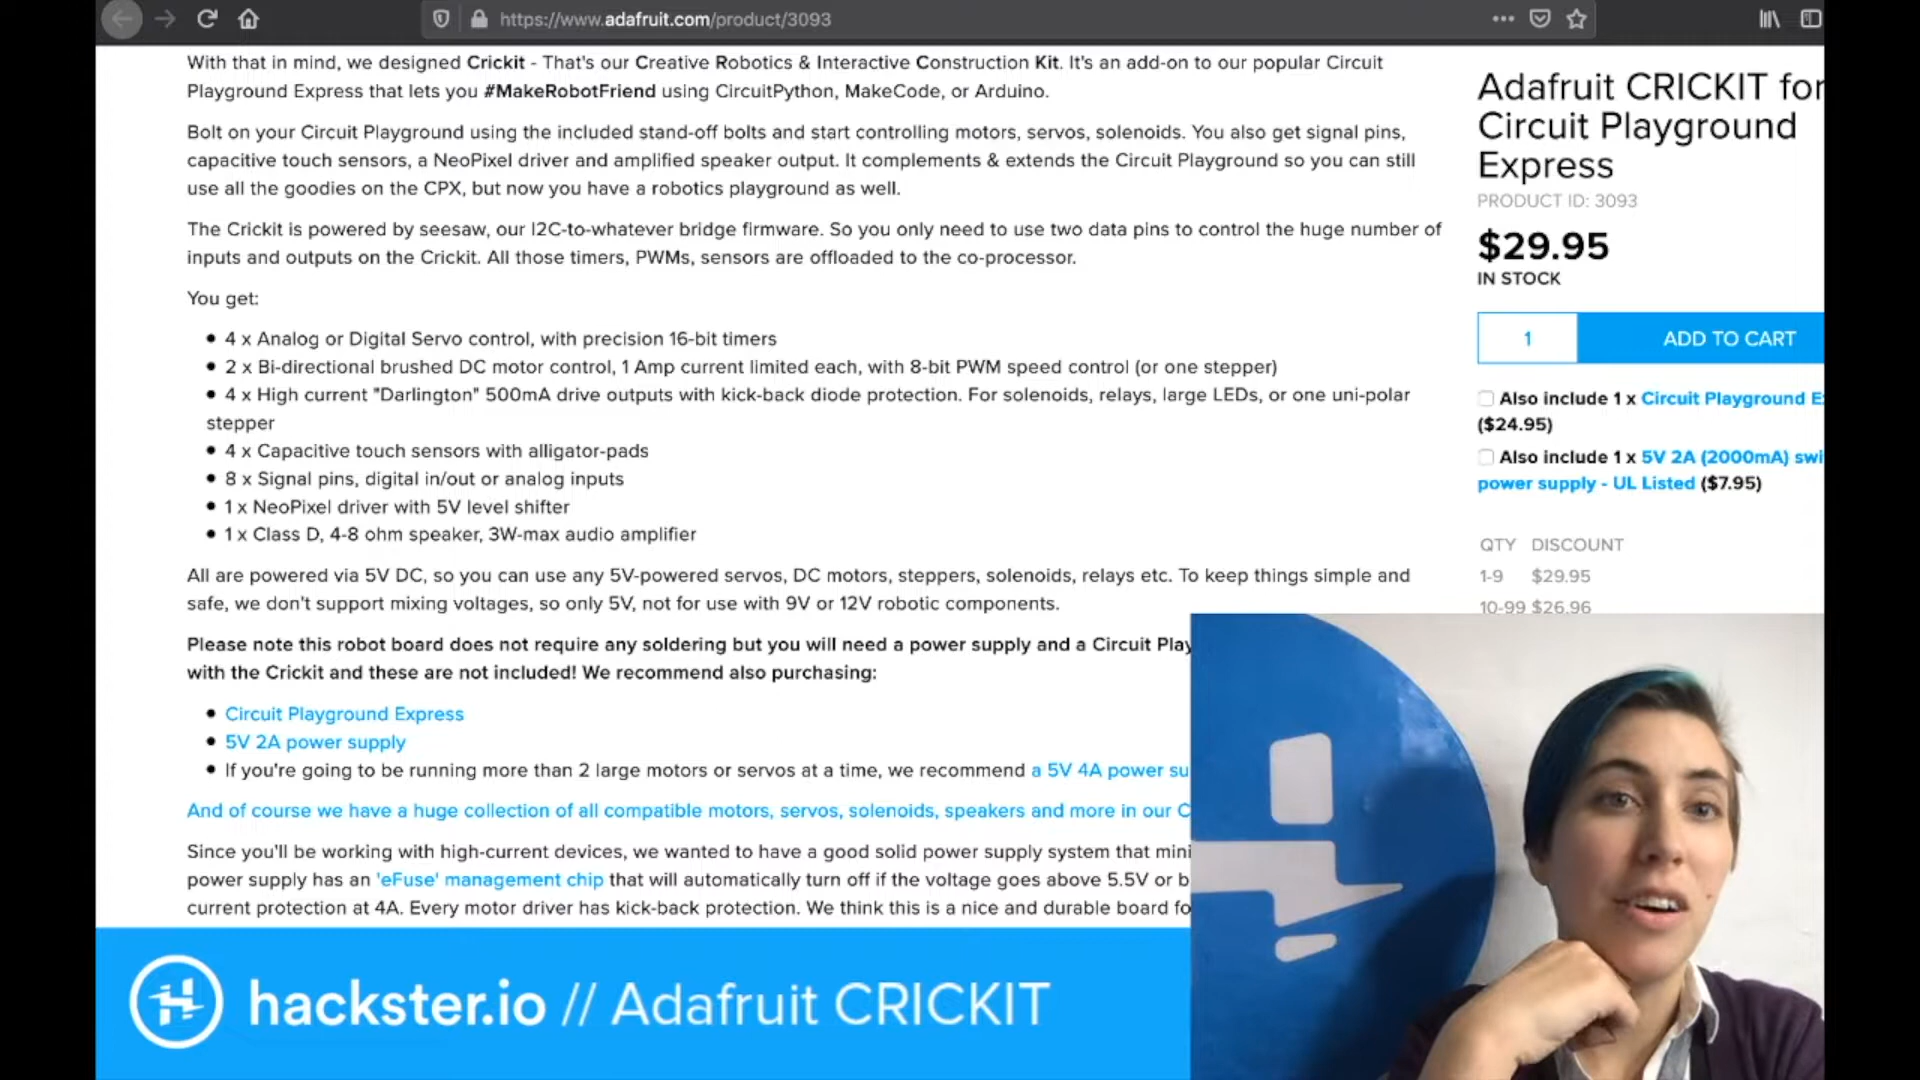 https://www.adafruit.com/product/3093
With that in mind, we designed Crickit - That's our Creative Robotics & Interactive Construction Kit. It's an add-on to our popular Circuit
Playground Express that lets you #MakeRobotFriend using CircuitPython, MakeCode, or Arduino.
Bolt on your Circuit Playground using the included stand-off bolts and start controlling motors, servos, solenoids. You also get signal pins,
capacitive touch sensors, a NeoPixel driver and amplified speaker output. It complements & extends the Circuit Playground so you can still
use all the goodies on the CPX, but now you have a robotics playground as well.
The Crickit is powered by seesaw, our I2C-to-whatever bridge firmware. So you only need to use two data pins to control the huge number of
inputs and outputs on the Crickit. All those timers, PWMs, sensors are offloaded to the co-processor.
You get:
• 4 x Analog or Digital Servo control, with precision 16-bit timers
• 2 x Bi-directional brushed DC motor control, 1 Amp current limited each, with 8-bit PWM speed control (or one stepper)
• 4 x High current "Darlington" 500mA drive outputs with kick-back diode protection. For solenoids, relays, large LEDs, or one uni-polar
stepper
• 4 x Capacitive touch sensors with alligator-pads
• 8 x Signal pins, digital in/out or analog inputs
• 1 x NeoPixel driver with 5V level shifter
• 1 x Class D, 4-8 ohm speaker, 3W-max audio amplifier
All are powered via 5V DC, so you can use any 5V-powered servos, DC motors, steppers, solenoids, relays etc. To keep things simple and
safe, we don't support mixing voltages, so only 5V, not for use with 9V or 12V robotic components.
Please note this robot board does not require any soldering but you will need a power supply and a Circuit Play
with the Crickit and these are not included! We recommend also purchasing:
• Circuit Playground Express
• 5V 2A power supply
• If you're going to be running more than 2 large motors or servos at a time, we recommend a 5V 4A power su
And of course we have a huge collection of all compatible motors, servos, solenoids, speakers and more in our C
Since you'll be working with high-current devices, we wanted to have a good solid power supply system that mini
power supply has an 'eFuse' management chip that will automatically turn off if the voltage goes above 5.5V or b
current protection at 4A. Every motor driver has kick-back protection. We think this is a nice and durable board fo
Adafruit CRICKIT for
Circuit Playground
Express
PRODUCT ID: 3093
$29.95
IN STOCK
1 ADD TO CART
Also include 1 x Circuit Playground E
($24.95)
Also include 1 x 5V 2A (2000mA) swi
power supply - UL Listed ($7.95)
QTY DISCOUNT
1-9 $29.95
10-99 $26.96
hackster.io // Adafruit CRICKIT